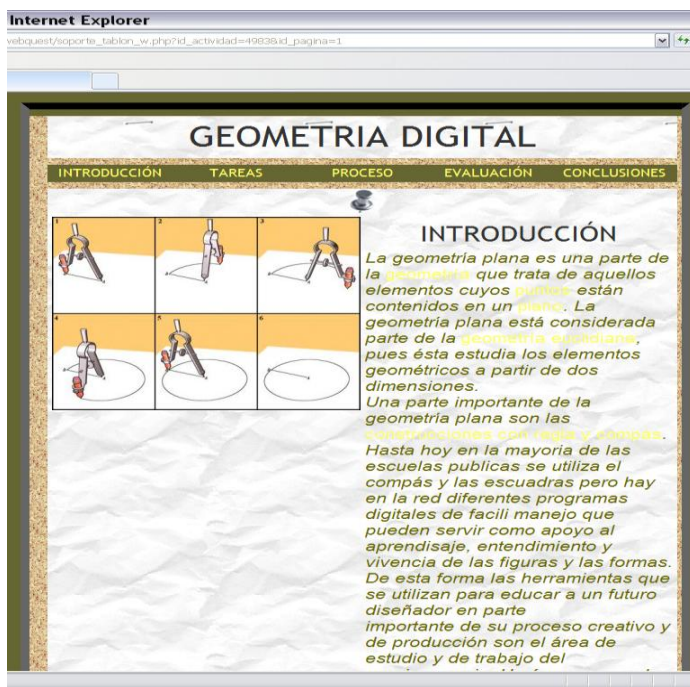 Internet Explorer
webquest/soporte_tablon_w.php?id_actividad=4983&id_pagina=1
GEOMETRIA DIGITAL
INTRODUCCIÓN TAREAS PROCESO EVALUACIÓN CONCLUSIONES
1 2 3
4 5 6
INTRODUCCIÓN
La geometría plana es una parte de
la geometría que trata de aquellos
elementos cuyos puntos están
contenidos en un plano. La
geometría plana está considerada
parte de la geometría euclidiana,
pues ésta estudia los elementos
geométricos a partir de dos
dimensiones.
Una parte importante de la
geometría plana son las
construcciones con regla y compás.
Hasta hoy en la mayoria de las
escuelas publicas se utiliza el
compás y las escuadras pero hay
en la red diferentes programas
digitales de facili manejo que
pueden servir como apoyo al
aprendisaje, entendimiento y
vivencia de las figuras y las formas.
De esta forma las herramientas que
se utilizan para educar a un futuro
diseñador en parte
importante de su proceso creativo y
de producción son el área de
estudio y de trabajo del